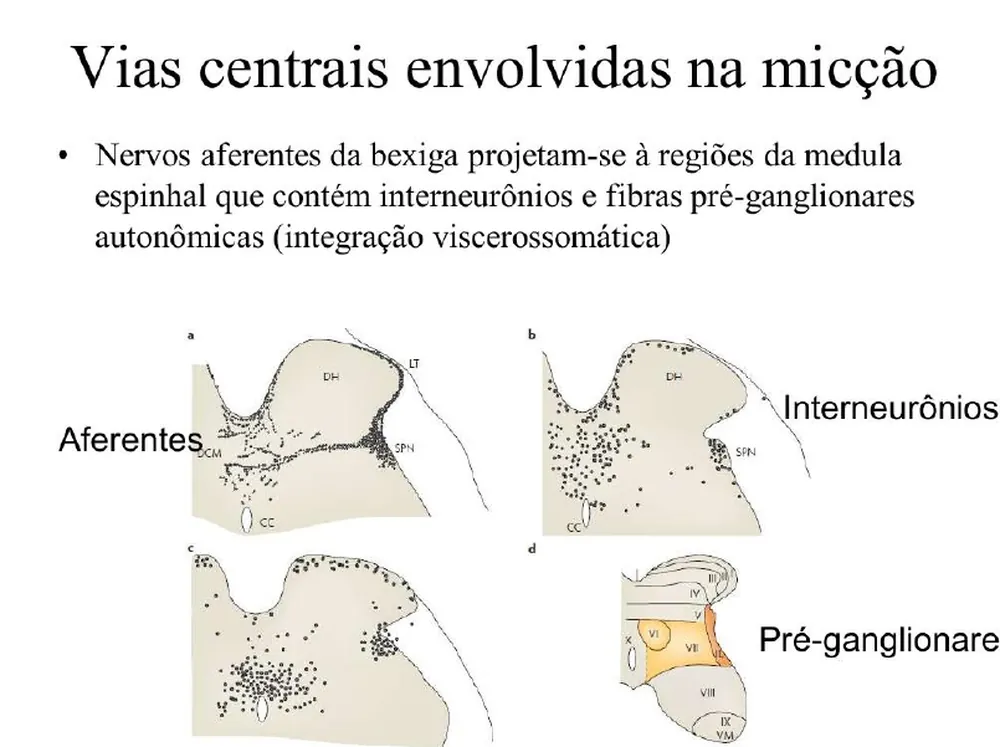 Vias centrais envolvidas na micção
• Nervos aferentes da bexiga projetam-se à regiões da medula
espinhal que contém interneurônios e fibras pré-ganglionares
autonômicas (integração viscerossomática)
a
LT
DH
Aferentes
DCM
SPN
CC
b
DH
Interneurônios
SPN
CC
c
d
III
IV
V
VI
X
VII
Pré-ganglionare
VIII
IX
VM